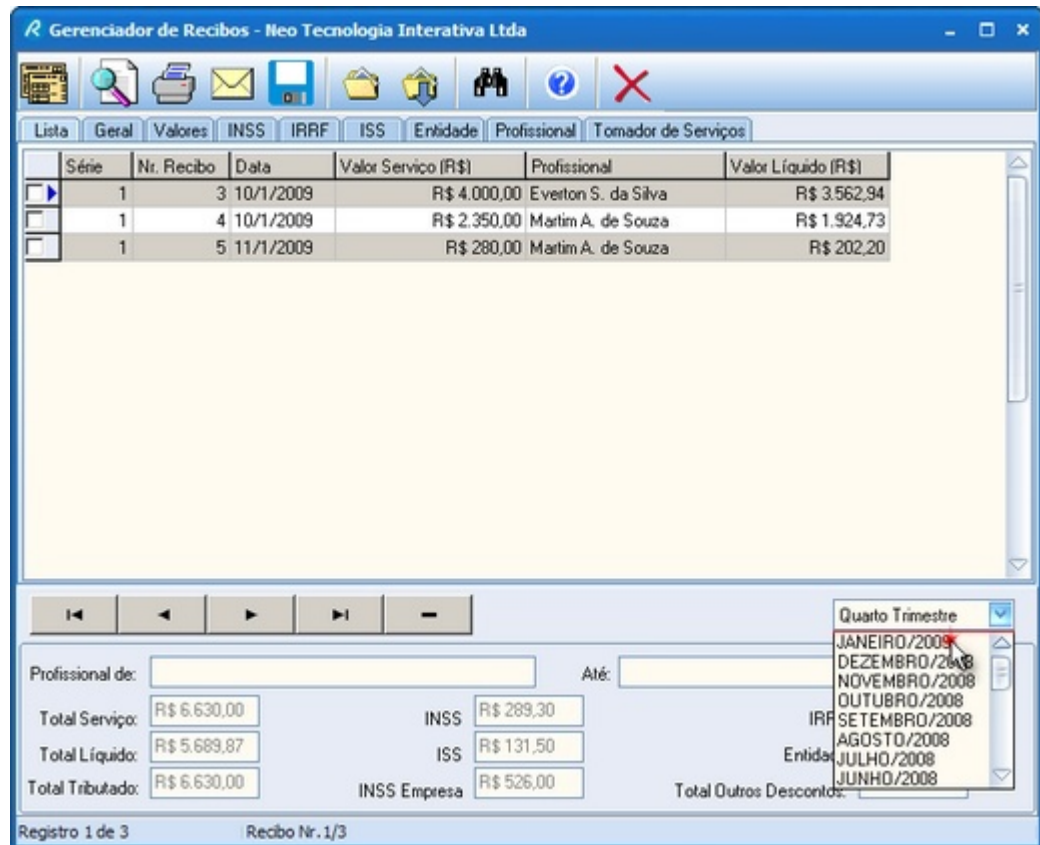 Gerenciador de Recibos - Neo Tecnologia Interativa Ltda
Lista Geral Valores INSS IRRF ISS Entidade Profissional Tomador de Serviços
Série Nr. Recibo Data Valor Serviço (R$) Profissional Valor Líquido (R$)
1 3 10/1/2009 R$ 4.000,00 Everton S. da Silva R$ 3.562,94
1 4 10/1/2009 R$ 2.350,00 Martim A. de Souza R$ 1.924,73
1 5 11/1/2009 R$ 280,00 Martim A. de Souza R$ 202,20
Quarto Trimestre
JANEIRO/2009
DEZEMBRO/2008
NOVEMBRO/2008
OUTUBRO/2008
SETEMBRO/2008
AGOSTO/2008
JULHO/2008
JUNHO/2008
Profissional de: Até:
Total Serviço: R$ 6.630,00 INSS R$ 289,30
Total Líquido: R$ 5.689,87 ISS R$ 131,50
Total Tributado: R$ 6.630,00 INSS Empresa R$ 526,00 Total Outros Descontos:
Registro 1 de 3 Recibo Nr. 1/3